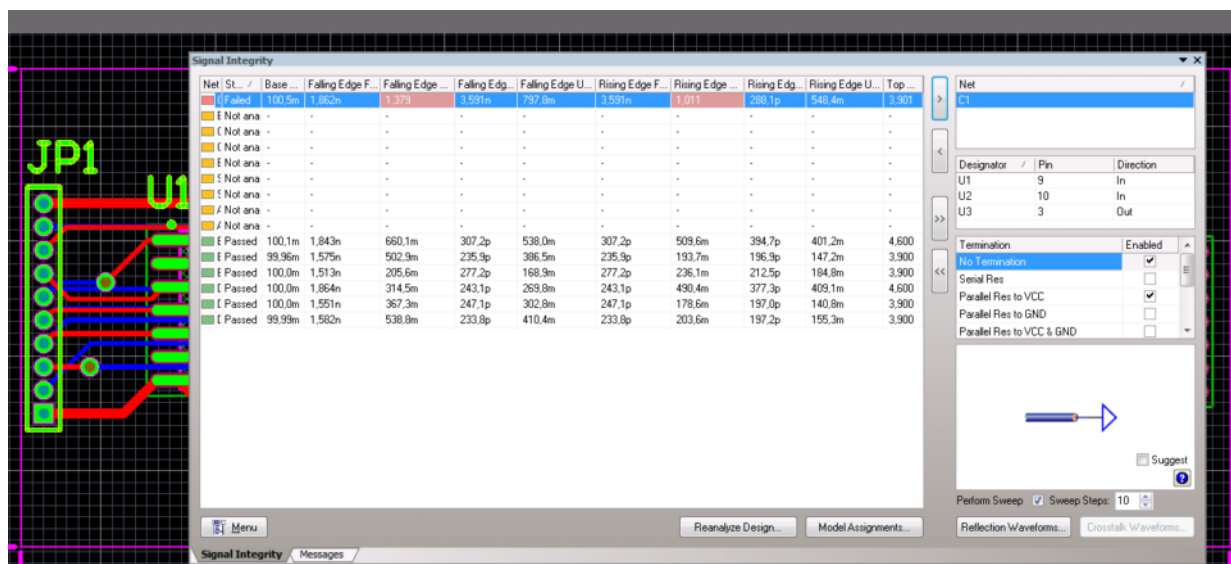 Signal Integrity
Net St... / Base ... Falling Edge F... Falling Edge ... Falling Edg... Falling Edge U... Rising Edge F... Rising Edge ... Rising Edg... Rising Edge U... Top ...
Failed 100,5m 1,862n 1,379 3,591n 797,8m 3,591n 1,011 288,1p 548,4m 3,901
E Not ana - - - - - - - - - -
Not ana - - - - - - - - - -
Not ana - - - - - - - - - -
E Not ana - - - - - - - - - -
Not ana - - - - - - - - - -
Not ana - - - - - - - - - -
Not ana - - - - - - - - - -
Not ana - - - - - - - - - -
E Passed 100,1m 1,843n 660,1m 307,2p 538,0m 307,2p 509,6m 394,7p 401,2m 4,600
E Passed 99,96m 1,575n 502,9m 235,9p 386,5m 235,9p 193,7m 196,9p 147,2m 3,900
E Passed 100,0m 1,513n 205,6m 277,2p 168,9m 277,2p 236,1m 212,5p 184,8m 3,900
Passed 100,0m 1,864n 314,5m 243,1p 269,8m 243,1p 490,4m 377,3p 409,1m 4,600
Passed 100,0m 1,551n 367,3m 247,1p 302,8m 247,1p 178,6m 197,0p 140,8m 3,900
Passed 99,99m 1,582n 538,8m 233,8p 410,4m 233,8p 203,6m 197,2p 155,3m 3,900
>
<
>>
<<
Net /
C1
Designator / Pin Direction
U1 9 In
U2 10 In
U3 3 Out
Termination Enabled
No Termination
Serial Res
Parallel Res to VCC
Parallel Res to GND
Parallel Res to VCC & GND
Suggest
?
Perform Sweep Sweep Steps: 10
Menu
Reanalyze Design...
Model Assignments...
Reflection Waveforms...
Crosstalk Waveforms...
Signal Integrity Messages
JP1
U1